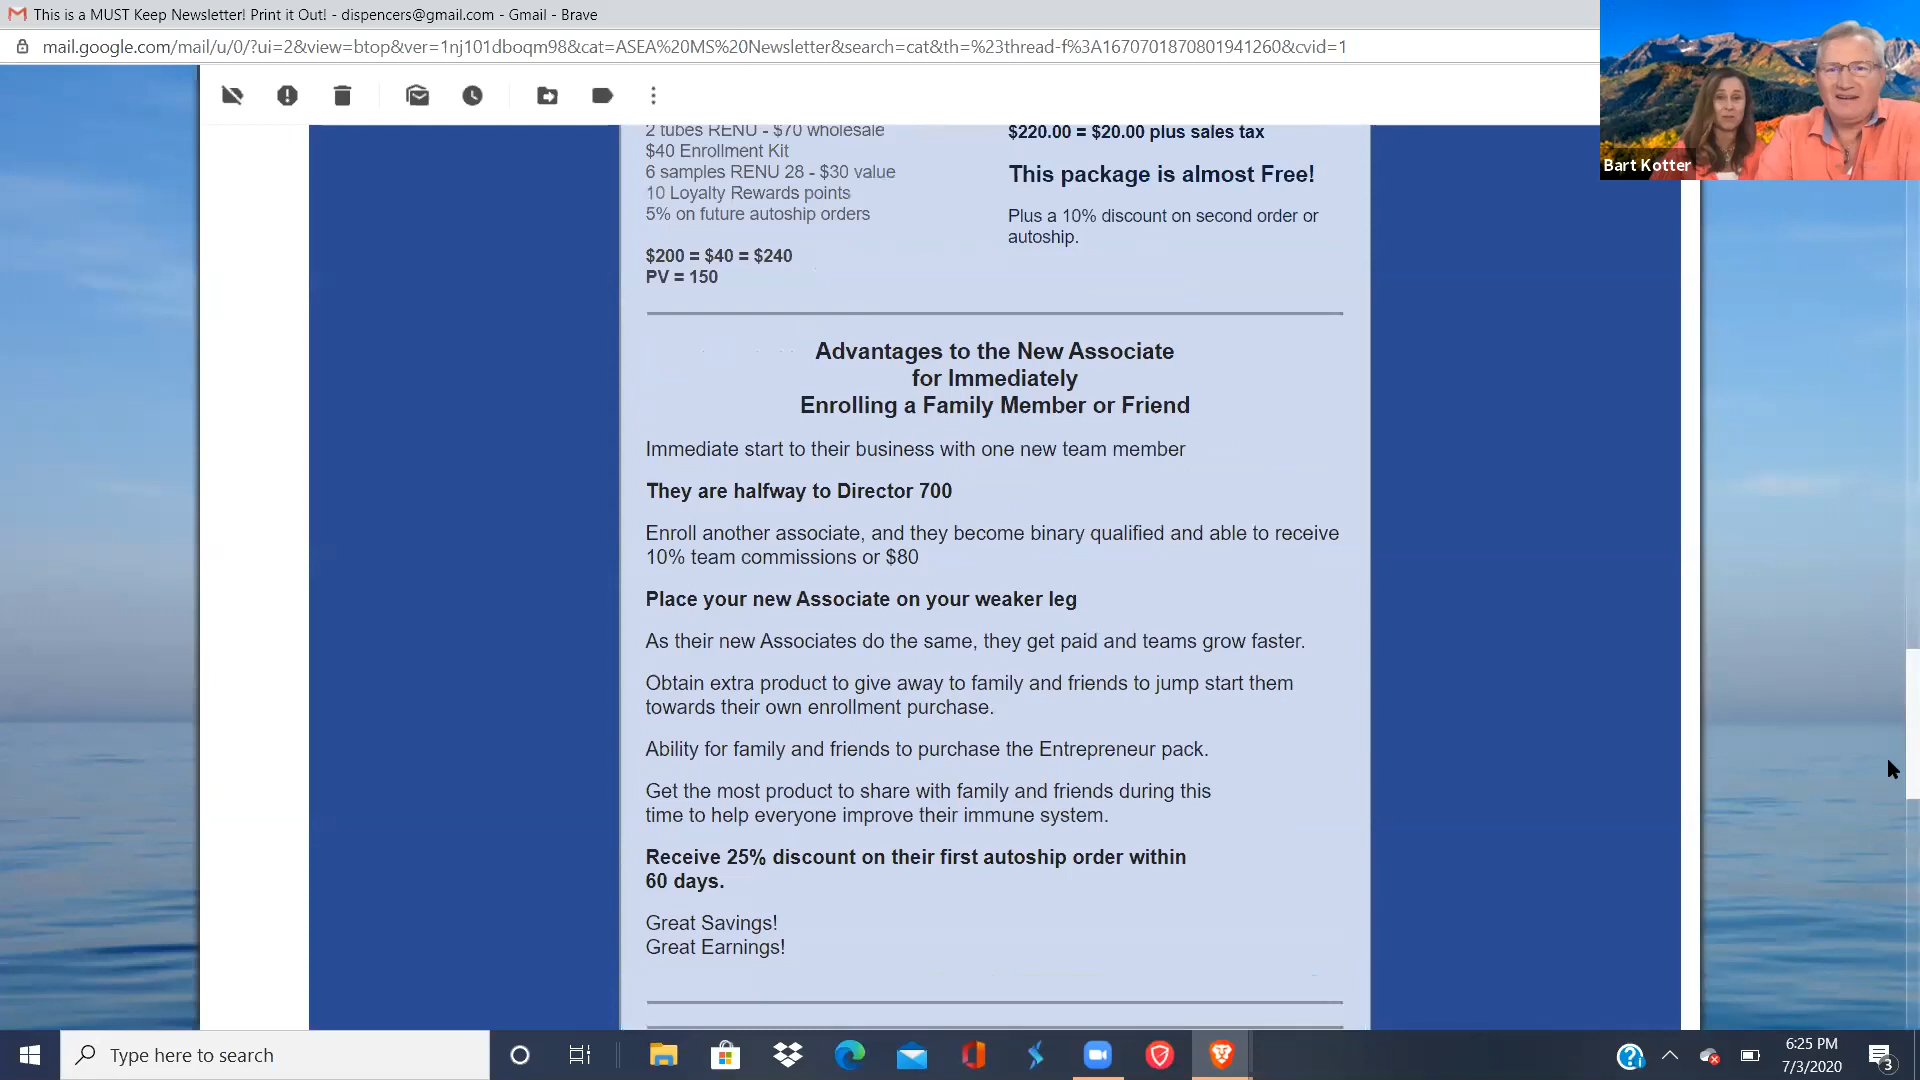 This is a MUST Keep Newsletter! Print it Out! - dispencers@gmail.com - Gmail - Brave
mail.google.com/mail/u/0/?ui=2&view=btop&ver=1nj101dboqm98&cat=ASEA%20MS%20Newsletter&search=cat&th=%23thread-f%3A1670701870801941260&cvid=1
Bart Kotter
2 tubes RENU - $70 wholesale
$40 Enrollment Kit
6 samples RENU 28 - $30 value
10 Loyalty Rewards points
5% on future autoship orders
$200 = $40 = $240
PV = 150
$220.00 = $20.00 plus sales tax
This package is almost Free!
Plus a 10% discount on second order or
autoship.
Advantages to the New Associate
for Immediately
Enrolling a Family Member or Friend
Immediate start to their business with one new team member
They are halfway to Director 700
Enroll another associate, and they become binary qualified and able to receive
10% team commissions or $80
Place your new Associate on your weaker leg
As their new Associates do the same, they get paid and teams grow faster.
Obtain extra product to give away to family and friends to jump start them
towards their own enrollment purchase.
Ability for family and friends to purchase the Entrepreneur pack.
Get the most product to share with family and friends during this
time to help everyone improve their immune system.
Receive 25% discount on their first autoship order within
60 days.
Great Savings!
Great Earnings!
Type here to search
6:25 PM
7/3/2020
3